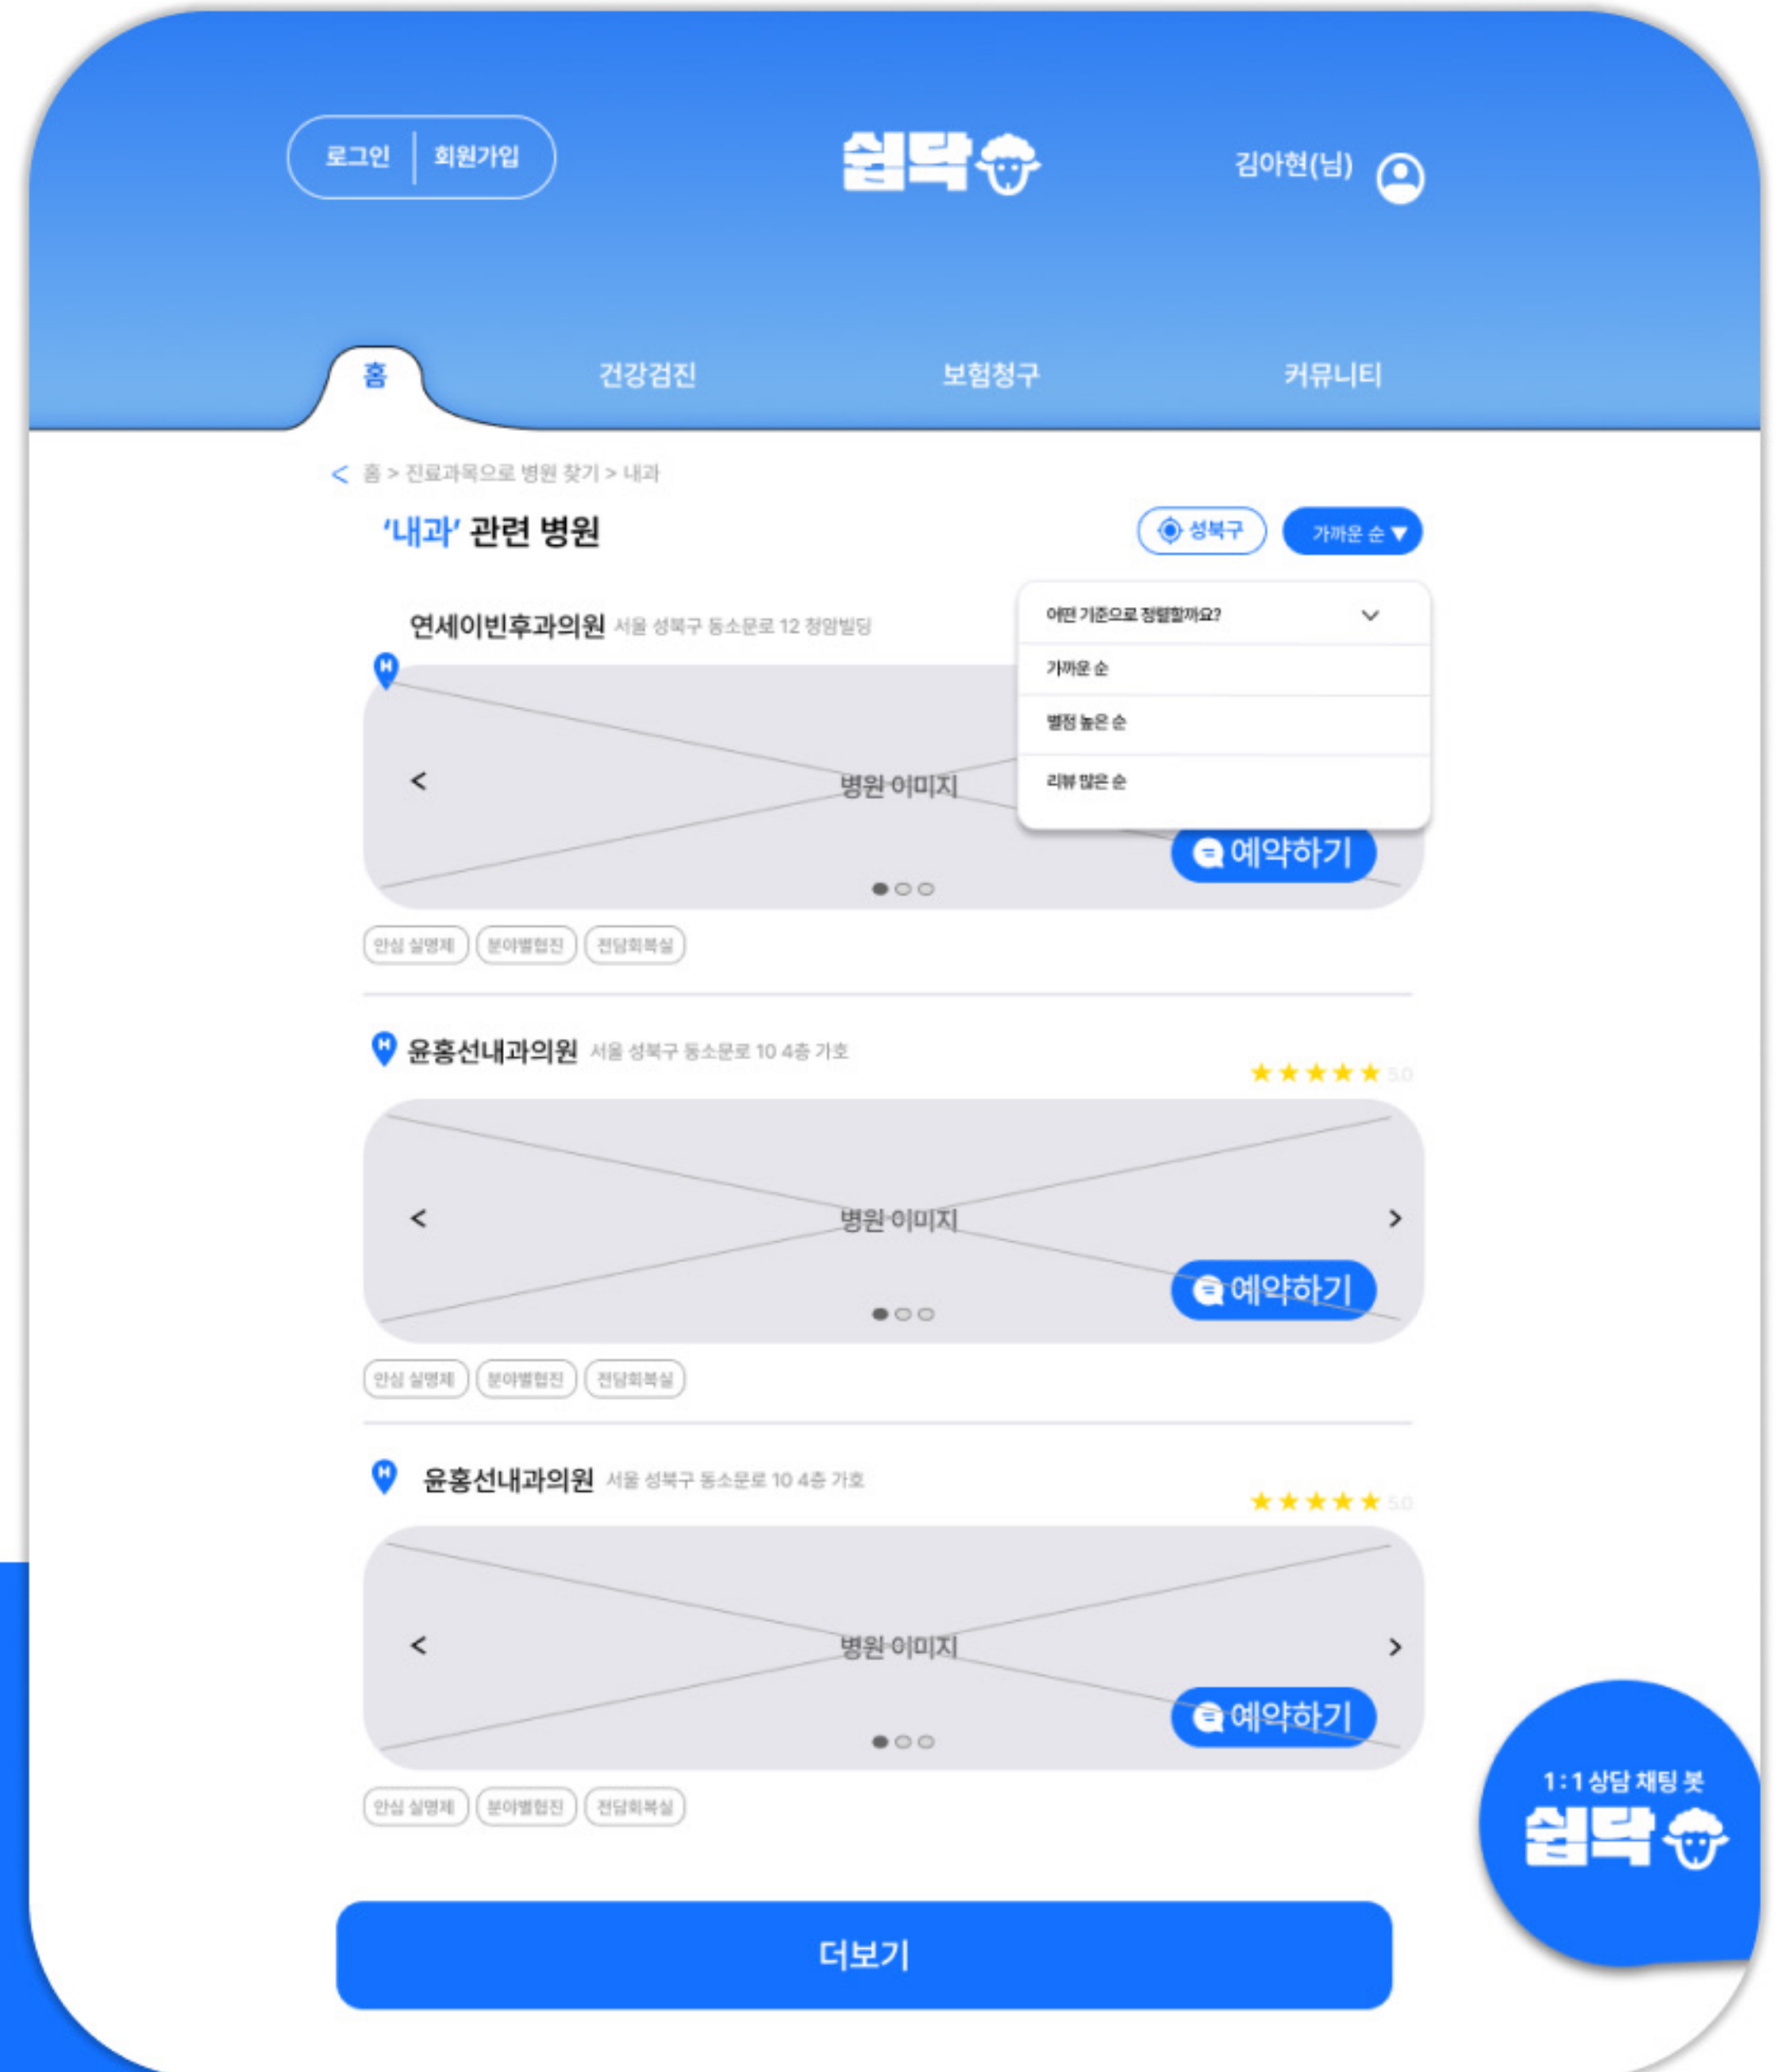 로그인 회원가입
쉽닥
김아현(님)
홈 건강검진 보험청구 커뮤니티
< 홈 > 진료과목으로 병원 찾기 > 내과
‘내과’ 관련 병원
성북구
가까운 순▼
어떤 기준으로 정렬할까요?
가까운 순
별점 높은 순
리뷰 많은 순
연세이빈후과의원 서울 성북구 동소문로 12 청암빌딩
H
< 병원 이미지
예약하기
안심 실명제 분야별협진 전담회복실
H 윤홍선내과의원 서울 성북구 동소문로 10 4층 가호
★★★★★ 5.0
< 병원 이미지 >
예약하기
안심 실명제 분야별협진 전담회복실
H 윤홍선내과의원 서울 성북구 동소문로 10 4층 가호
★★★★★ 5.0
< 병원 이미지 >
예약하기
안심 실명제 분야별협진 전담회복실
1:1 상담 채팅 봇
쉽닥
더보기